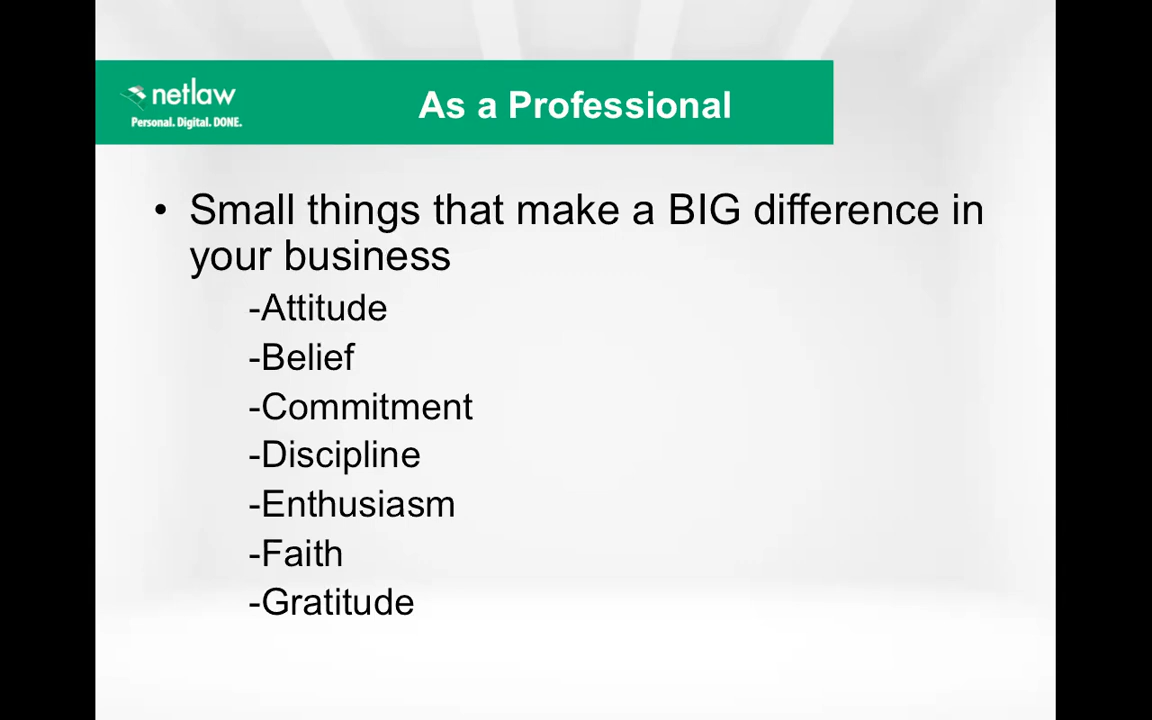 netlaw
Personal. Digital. DONE.
As a Professional
• Small things that make a BIG difference in
your business
-Attitude
-Belief
-Commitment
-Discipline
-Enthusiasm
-Faith
-Gratitude